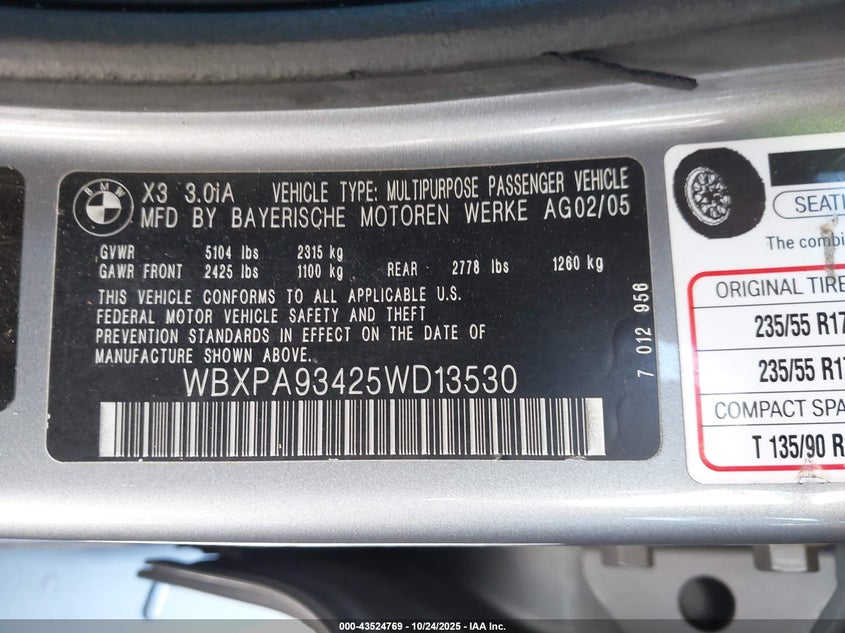 BMW
X3 3.0iA VEHICLE TYPE: MULTIPURPOSE PASSENGER VEHICLE
MFD BY BAYERISCHE MOTOREN WERKE AG02/05
GVWR 5104 lbs 2315 kg
GAWR FRONT 2425 lbs 1100 kg REAR 2778 lbs 1260 kg
THIS VEHICLE CONFORMS TO ALL APPLICABLE U.S.
FEDERAL MOTOR VEHICLE SAFETY AND THEFT
PREVENTION STANDARDS IN EFFECT ON THE DATE OF
MANUFACTURE SHOWN ABOVE.
WBXPA93425WD13530
7 012 956
SEATI
The combi
ORIGINAL TIRE
235/55 R17
235/55 R17
COMPACT SPA
T 135/90 R
000-43524769 • 10/24/2025 • IAA Inc.